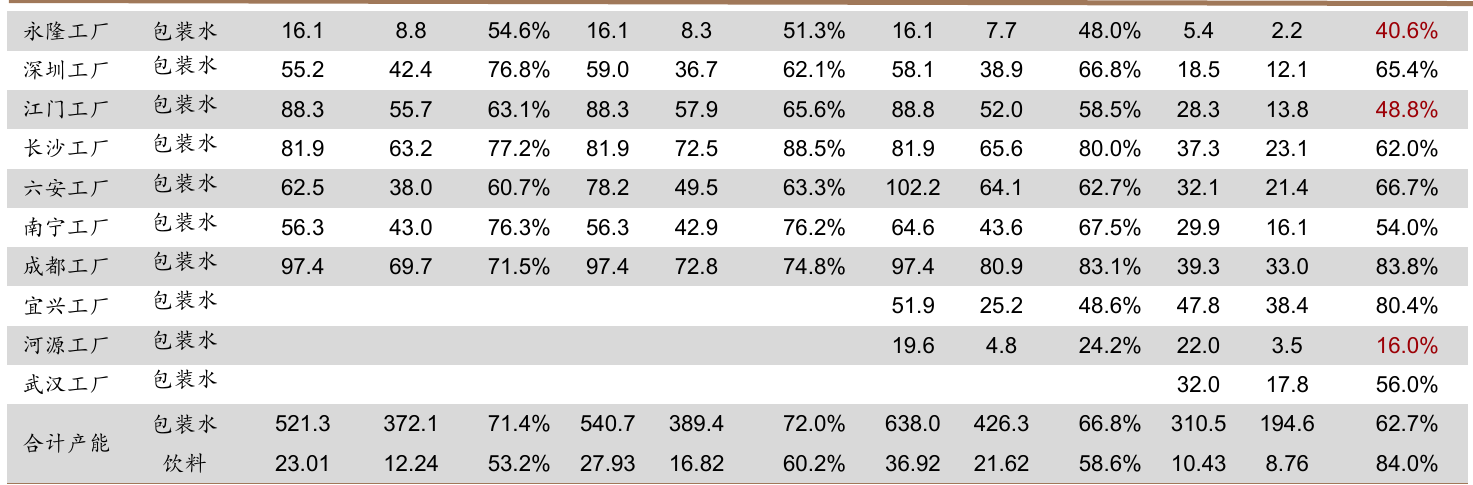 永隆工厂 包装水 16.1 8.8 54.6% 16.1 8.3 51.3% 16.1 7.7 48.0% 5.4 2.2 40.6%
深圳工厂 包装水 55.2 42.4 76.8% 59.0 36.7 62.1% 58.1 38.9 66.8% 18.5 12.1 65.4%
江门工厂 包装水 88.3 55.7 63.1% 88.3 57.9 65.6% 88.8 52.0 58.5% 28.3 13.8 48.8%
长沙工厂 包装水 81.9 63.2 77.2% 81.9 72.5 88.5% 81.9 65.6 80.0% 37.3 23.1 62.0%
六安工厂 包装水 62.5 38.0 60.7% 78.2 49.5 63.3% 102.2 64.1 62.7% 32.1 21.4 66.7%
南宁工厂 包装水 56.3 43.0 76.3% 56.3 42.9 76.2% 64.6 43.6 67.5% 29.9 16.1 54.0%
成都工厂 包装水 97.4 69.7 71.5% 97.4 72.8 74.8% 97.4 80.9 83.1% 39.3 33.0 83.8%
宜兴工厂 包装水 51.9 25.2 48.6% 47.8 38.4 80.4%
河源工厂 包装水 19.6 4.8 24.2% 22.0 3.5 16.0%
武汉工厂 包装水 32.0 17.8 56.0%
合计产能 包装水 521.3 372.1 71.4% 540.7 389.4 72.0% 638.0 426.3 66.8% 310.5 194.6 62.7%
饮料 23.01 12.24 53.2% 27.93 16.82 60.2% 36.92 21.62 58.6% 10.43 8.76 84.0%